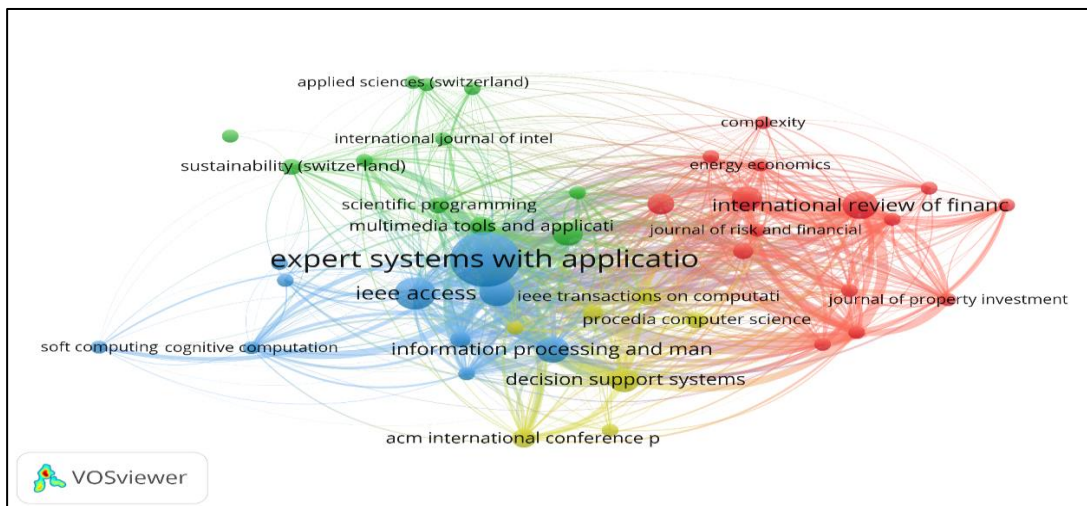 applied sciences (switzerland)
complexity
international journal of intel
energy economics
sustainability (switzerland)
scientific programming
international review of financ
multimedia tools and applicati
journal of risk and financial
expert systems with applicatio
ieee access
ieee transactions on computati
journal of property investment
procedia computer science
soft computing
cognitive computation
information processing and man
decision support systems
acm international conference p
VOSviewer